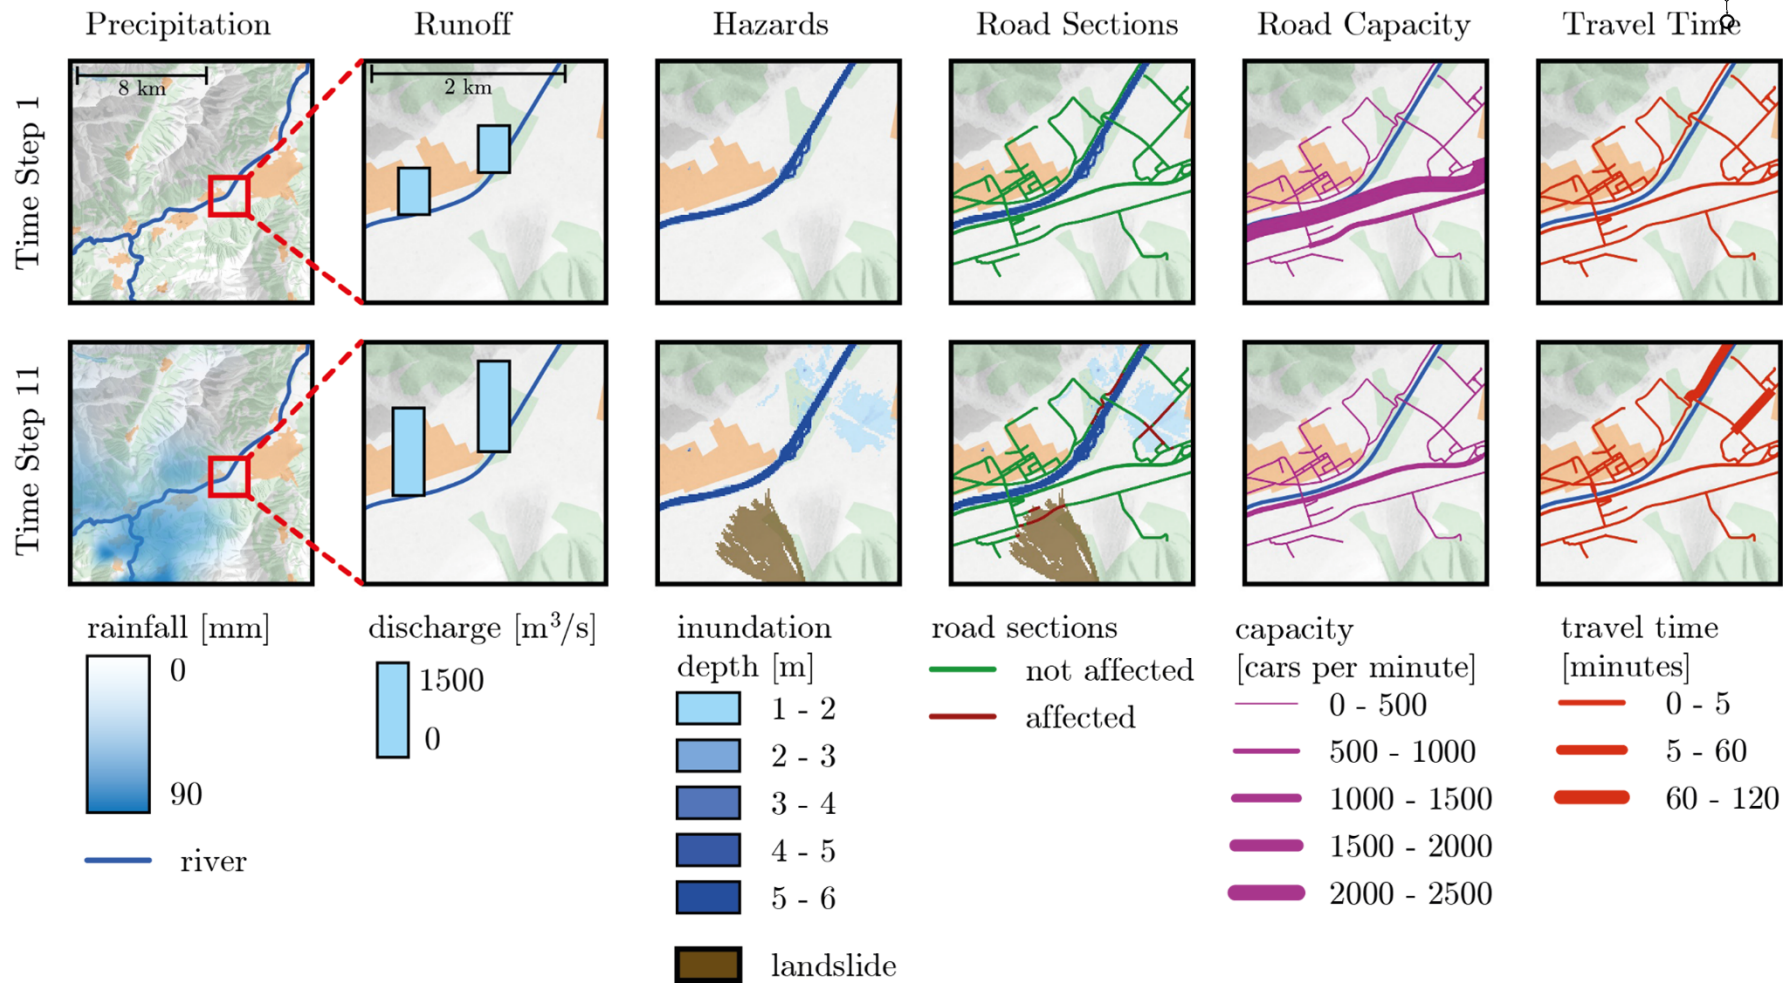 Precipitation
Runoff
Hazards
Road Sections
Road Capacity
Travel Time
Time Step 1
8 km
2 km
Time Step 11
rainfall [mm]
0
90
river
discharge [m³/s]
1500
0
inundation
depth [m]
1 - 2
2 - 3
3 - 4
4 - 5
5 - 6
landslide
road sections
not affected
affected
capacity
[cars per minute]
0 - 500
500 - 1000
1000 - 1500
1500 - 2000
2000 - 2500
travel time
[minutes]
0 - 5
5 - 60
60 - 120